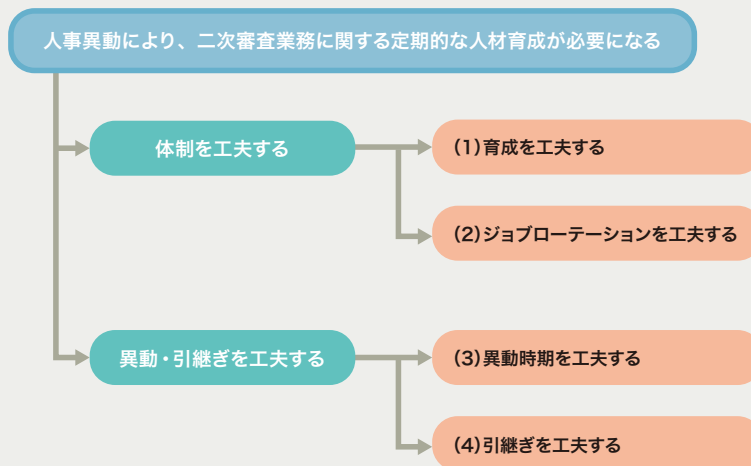 人事異動により、二次審査業務に関する定期的な人材育成が必要になる
体制を工夫する
(1)育成を工夫する
(2)ジョブローテーションを工夫する
異動・引継ぎを工夫する
(3)異動時期を工夫する
(4)引継ぎを工夫する